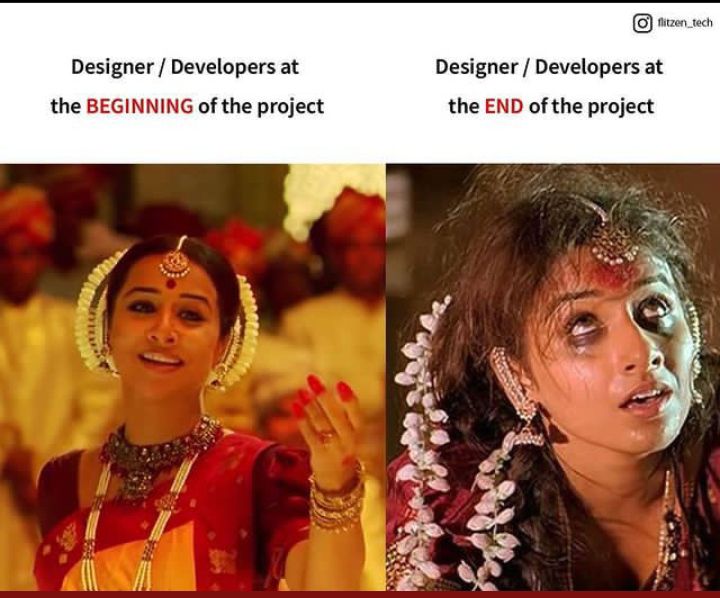 flitzen_tech
Designer / Developers at
the BEGINNING of the project
Designer / Developers at
the END of the project